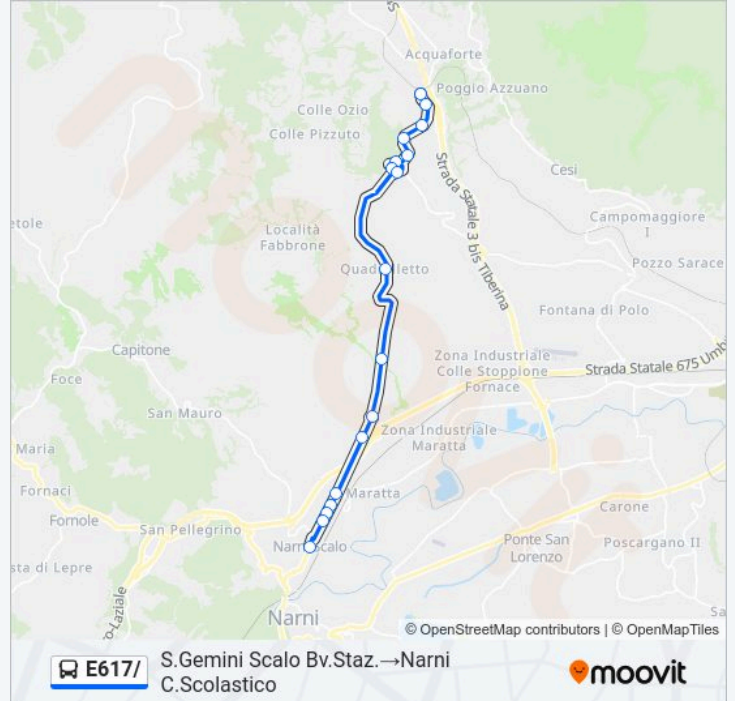 Acquaforte
Poggio Azzuano
Colle Ozio
Colle Pizzuto
Cesi
Strada Statale 3 bis Tiberina
Campomaggiore
I
etole
Località
Fabbrone
Pozzo Sarace
Fontana di Polo
Capitone
Zona Industriale
Colle Stoppione
Fornace
Strada Statale 675 Umb
Foce
San Mauro
Zona Industriale
Maratta
Maria
Fornaci
Maratta
Carone
Fornole
San Pellegrino
Ponte San
Lorenzo
Poscargano II
sta di Lepre
o-Laziale
Narni
© OpenStreetMap contributors | © OpenMapTiles
E617/
S.Gemini Scalo Bv.Staz.→Narni
C.Scolastico
moovit